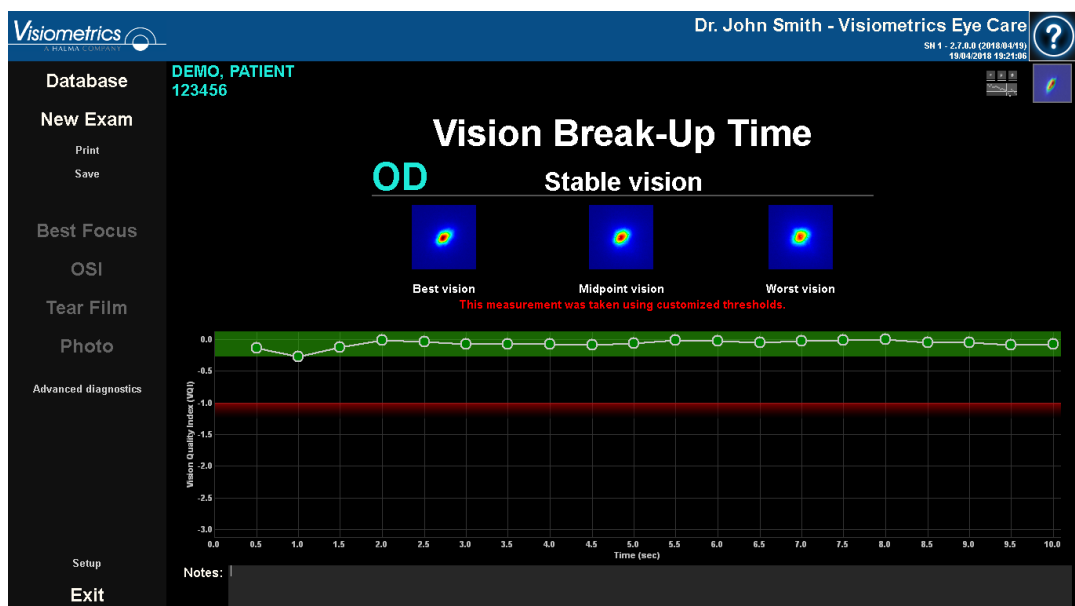 Visiometrics
A HALMA COMPANY
Dr. John Smith - Visiometrics Eye Care
SN 1 - 2.7.0.0 (2018/04/19)
19/04/2018 19:21:06
?
Database
New Exam
Print
Save
Best Focus
OSI
Tear Film
Photo
Advanced diagnostics
Setup
Exit
DEMO, PATIENT
123456
Vision Break-Up Time
OD Stable vision
Best vision Midpoint vision Worst vision
This measurement was taken using customized thresholds.
Vision Quality Index (VQI)
0.0
-0.5
-1.0
-1.5
-2.0
-2.5
-3.0
0.0 0.5 1.0 1.5 2.0 2.5 3.0 3.5 4.0 4.5 5.0 5.5 6.0 6.5 7.0 7.5 8.0 8.5 9.0 9.5 10.0
Time (sec)
Notes: